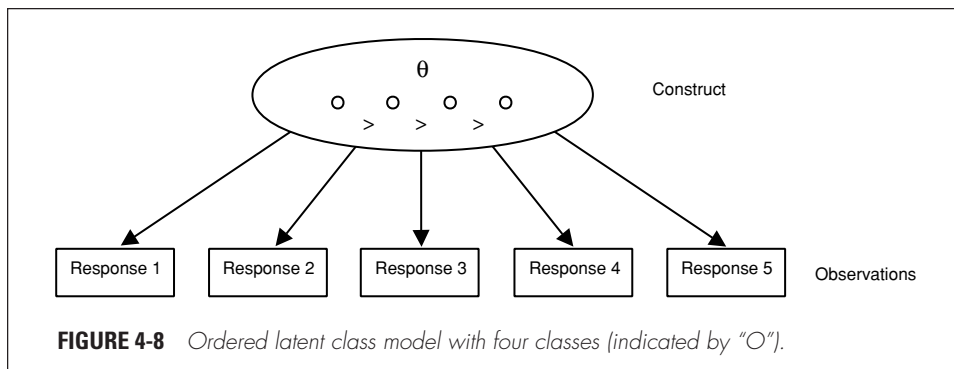 θ
O O O O
> > >
Construct
Response 1 Response 2 Response 3 Response 4 Response 5
Observations
FIGURE 4-8 Ordered latent class model with four classes (indicated by “O”).